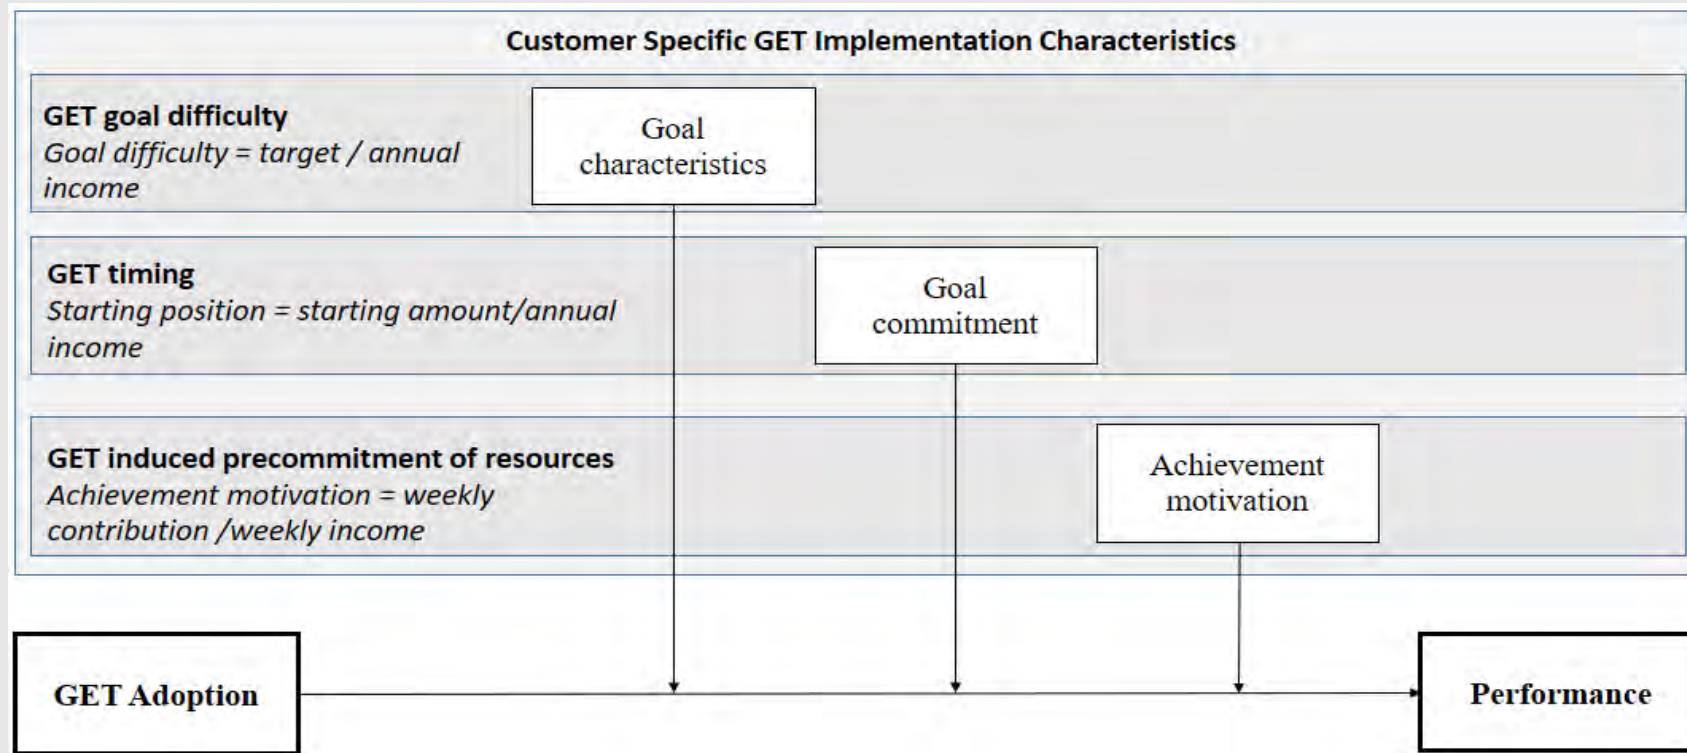 Customer Specific GET Implementation Characteristics
GET goal difficulty
Goal difficulty = target / annual
income
Goal
characteristics
GET timing
Starting position = starting amount/annual
income
Goal
commitment
GET induced precommitment of resources
Achievement motivation = weekly
contribution /weekly income
Achievement
motivation
GET Adoption
Performance